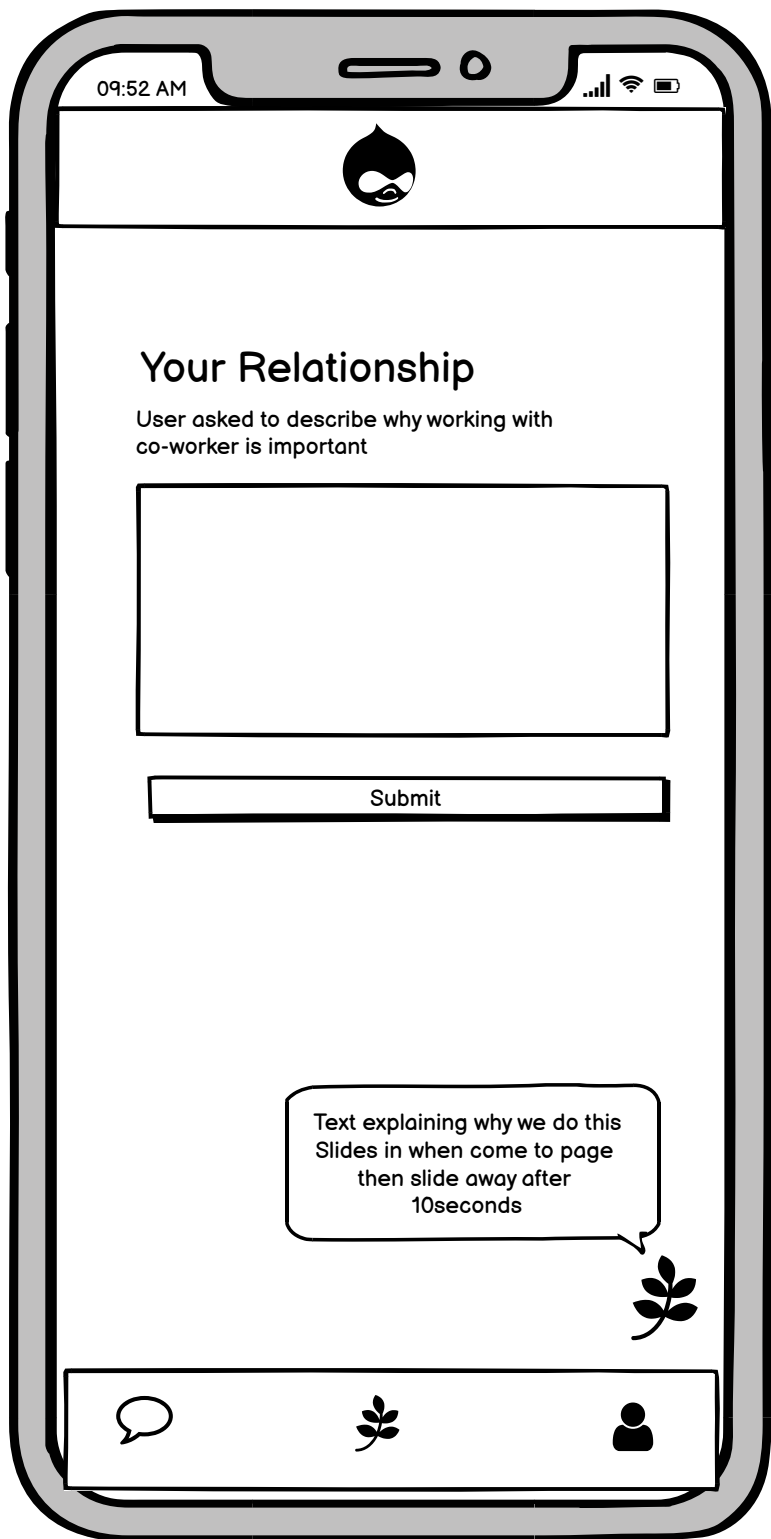 09:52 AM
Your Relationship
User asked to describe why working with
co-worker is important
Submit
Text explaining why we do this
Slides in when come to page
then slide away after
10seconds